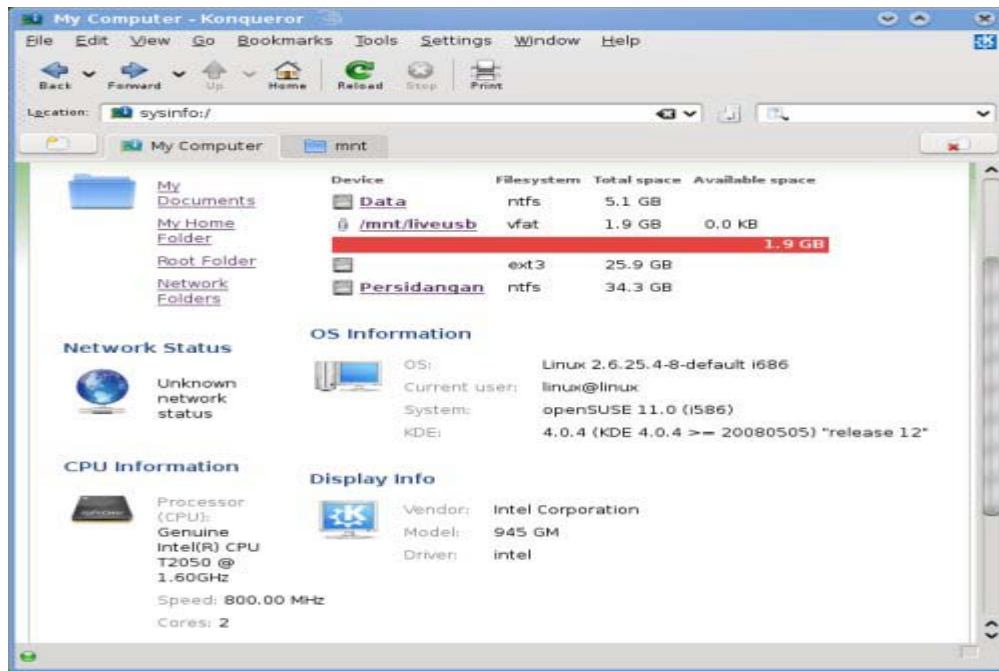 My Computer - Konqueror
File Edit View Go Bookmarks Tools Settings Window Help
Back Forward Up Home Reload Stop Print
Location: sysinfo:/
My Computer mnt
My Documents
My Home Folder
Root Folder
Network Folders
Device Filesystem Total space Available space
Data ntfs 5.1 GB
/mnt/liveusb vfat 1.9 GB 0.0 KB
1.9 GB
ext3 25.9 GB
Persidangan ntfs 34.3 GB
Network Status
Unknown network status
OS Information
OS: Linux 2.6.25.4-8-default i686
Current user: linux@linux
System: openSUSE 11.0 (i586)
KDE: 4.0.4 (KDE 4.0.4 >= 20080505) "release 12"
CPU Information
Processor (CPU): Genuine Intel(R) CPU T2050 @ 1.60GHz
Speed: 800.00 MHz
Cores: 2
Display Info
Vendor: Intel Corporation
Model: 945 GM
Driver: intel